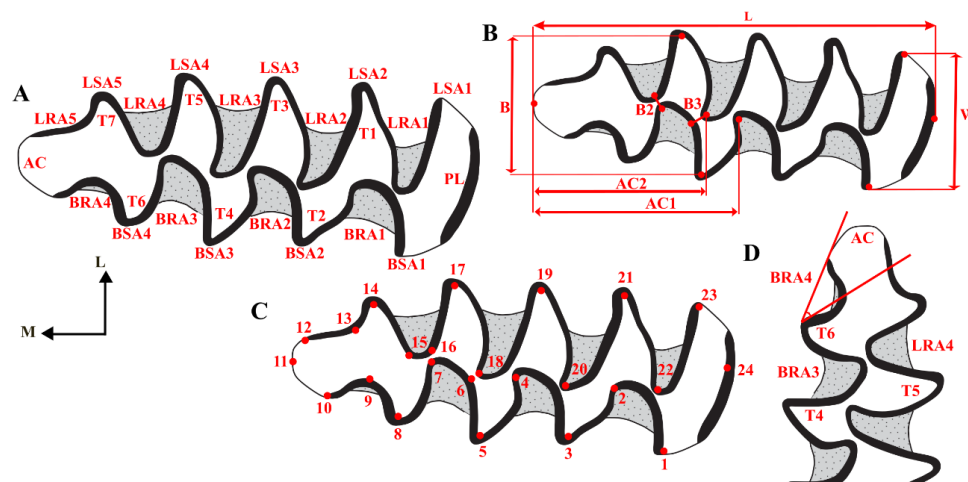 A
LSA5
LSA4
LSA3
LSA2
LSA1
LRA5
LRA4
LRA3
LRA2
LRA1
T7
T5
T3
T1
AC
PL
T6
T4
T2
BRA4
BRA3
BRA2
BRA1
BSA4
BSA3
BSA2
BSA1
L
M
B
L
B
B2
B3
AC2
AC1
C
12
13
14
15
16
17
18
19
20
21
22
23
24
11
10
9
8
7
6
5
4
3
2
1
D
AC
BRA4
T6
LRA4
BRA3
T5
T4